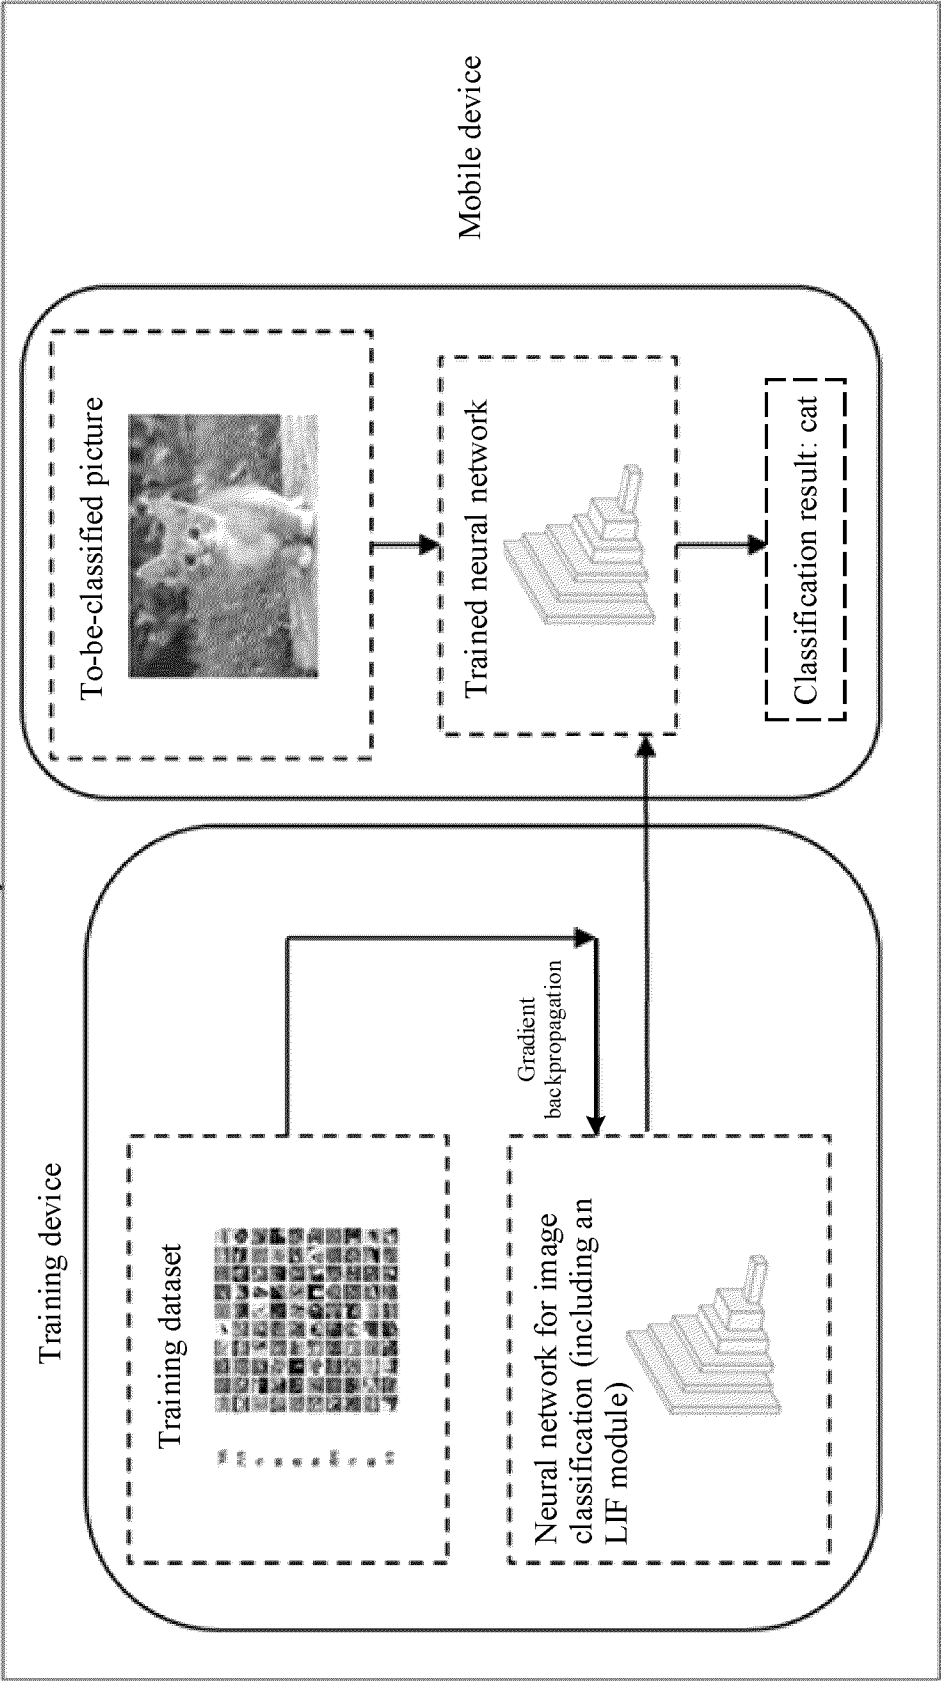 Training device
Training dataset
Gradient
backpropagation
Neural network for image
classification (including an
LIF module)
To-be-classified picture
Trained neural network
Classification result: cat
Mobile device